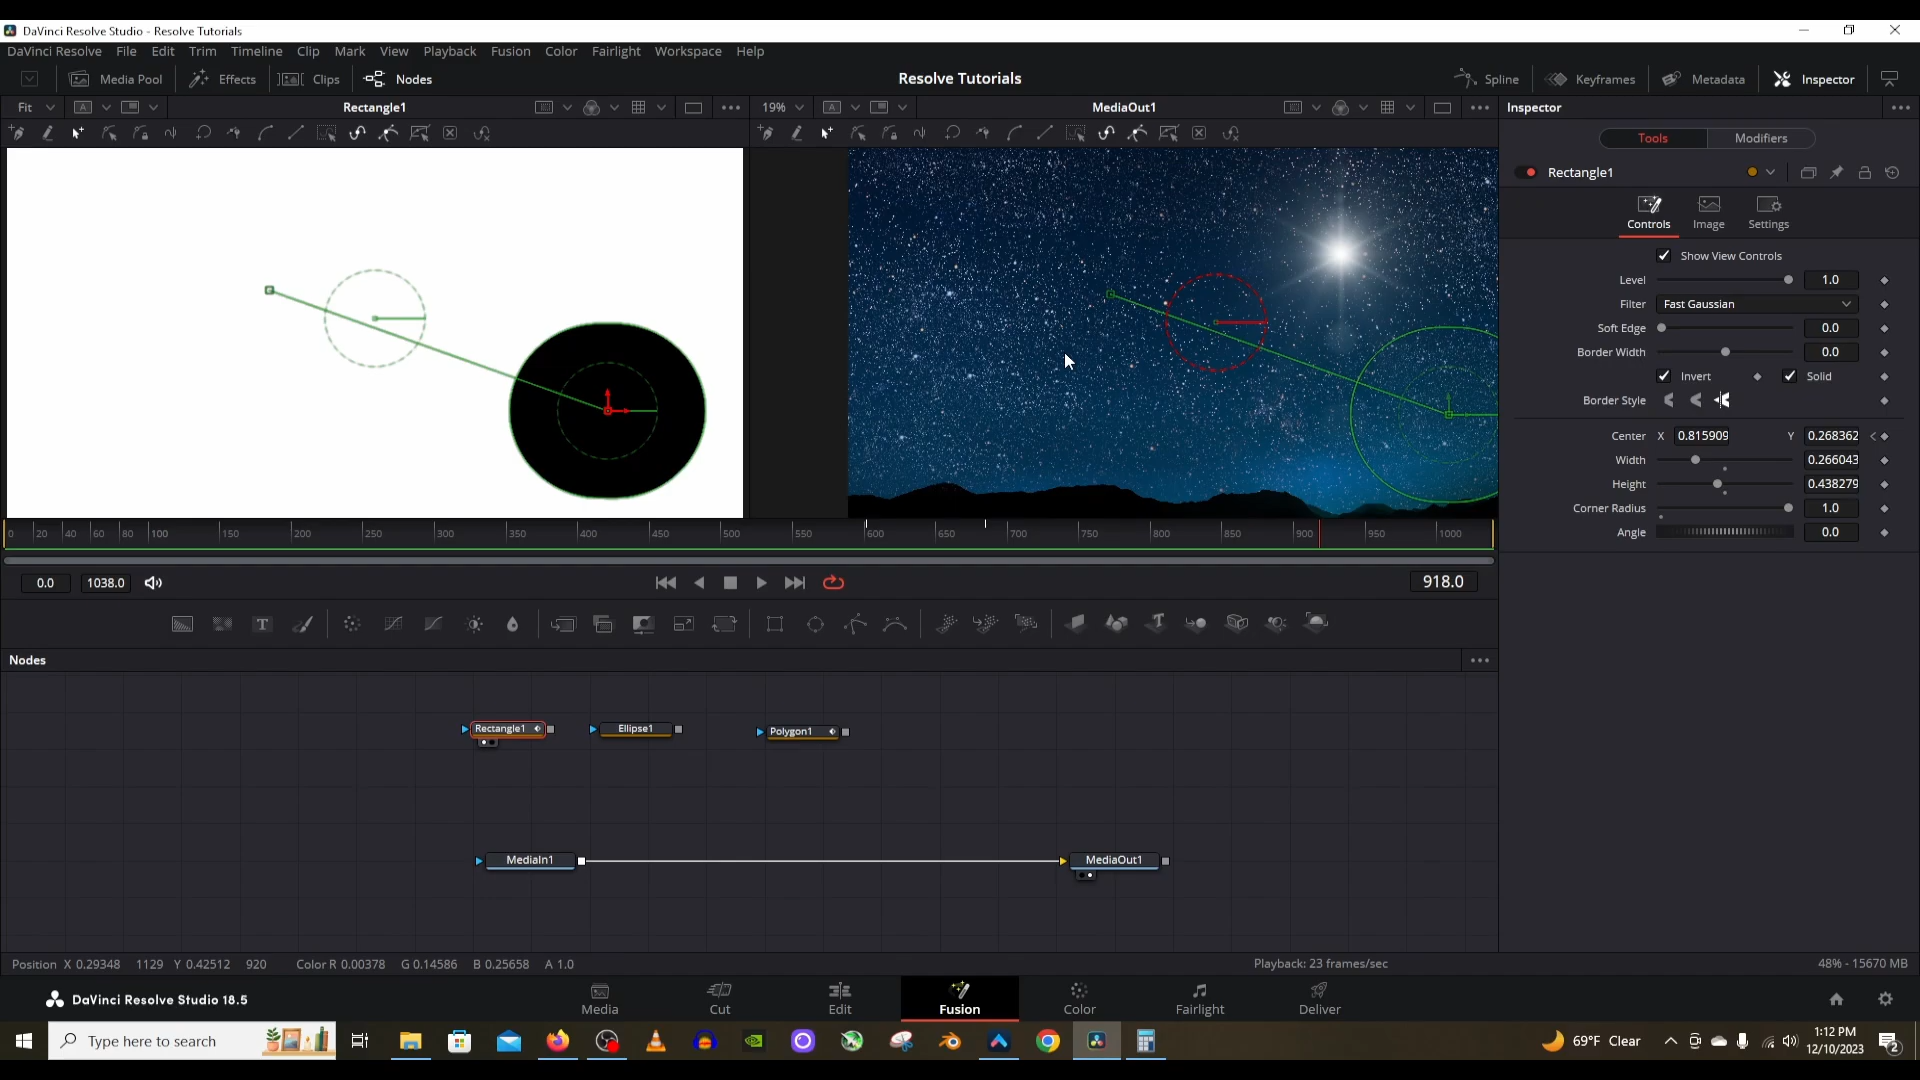 DaVinci Resolve Studio - Resolve Tutorials
DaVinci Resolve File Edit Trim Timeline Clip Mark View Playback Fusion Color Fairlight Workspace Help
Media Pool Effects Clips Nodes Resolve Tutorials Spline Keyframes Metadata Inspector
Fit A Rectangle1 19% A MediaOut1 Inspector
Tools Modifiers
Rectangle1
Controls Image Settings
Show View Controls
Level 1.0
Filter Fast Gaussian
Soft Edge 0.0
Border Width 0.0
Invert Solid
Border Style
Center X 0.815909 Y 0.268362
Width 0.266043
Height 0.438279
Corner Radius 1.0
Angle 0.0
0 20 40 60 80 100 150 200 250 300 350 400 450 500 550 600 650 700 750 800 850 900 950 1000
0.0 1038.0 918.0
T T
Nodes
Rectangle1 Ellipse1 Polygon1
MediaIn1 MediaOut1
Position X 0.29348 1129 Y 0.42512 920 Color R 0.00378 G 0.14586 B 0.25658 A 1.0 Playback: 23 frames/sec 48% - 15670 MB
DaVinci Resolve Studio 18.5 Media Cut Edit Fusion Color Fairlight Deliver
Type here to search 69°F Clear 1:12 PM
12/10/2023 2